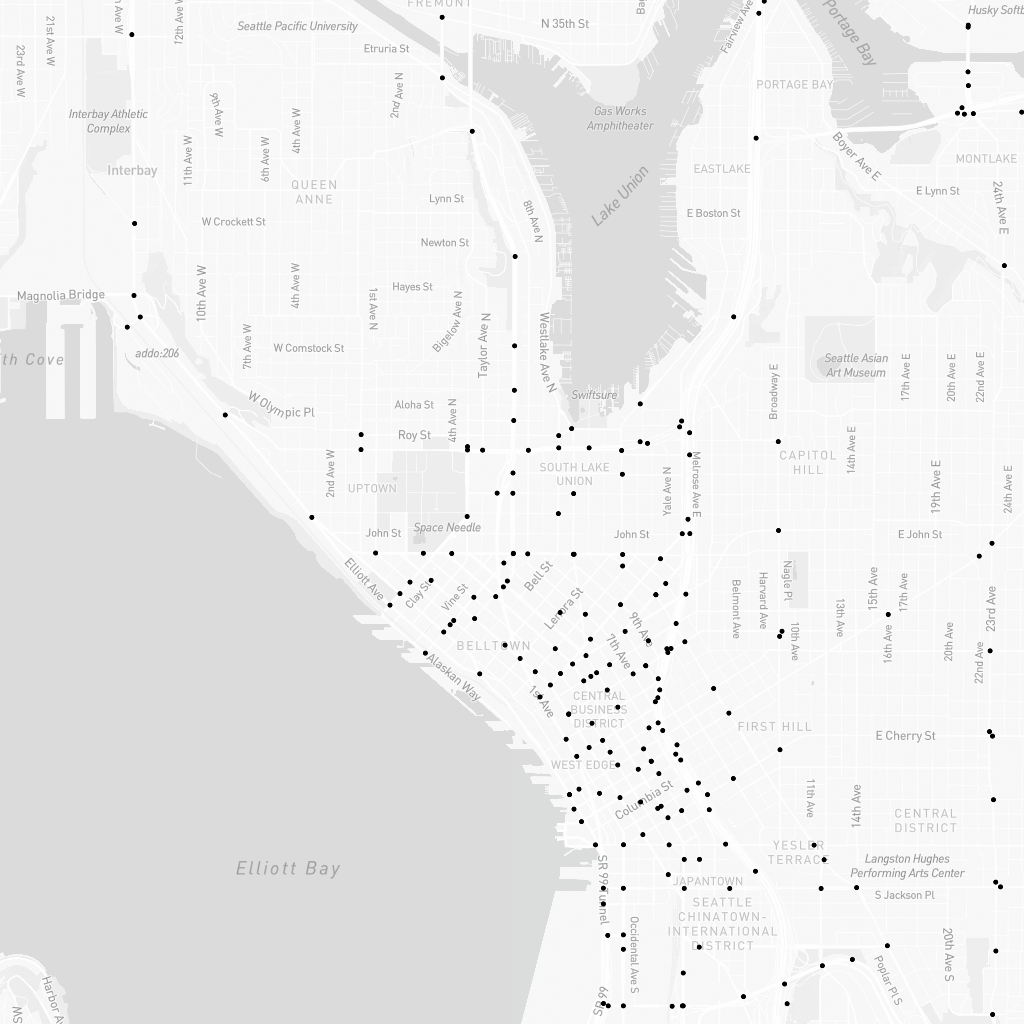 FREMONT
N 35th St
Husky Softb
21st Ave W
12th Ave W
Seattle Pacific University
Etruria St
Fairview Ave
Portage Bay
23rd Ave W
2nd Ave N
PORTAGE BAY
9th Ave W
Interbay Athletic
Complex
4th Ave W
Gas Works
Amphitheater
11th Ave W
6th Ave W
Boyer Ave E
MONTLAKE
Interbay
QUEEN
ANNE
EASTLAKE
Lake Union
Lynn St
E Lynn St
24th Ave E
W Crockett St
8th Ave N
E Boston St
Newton St
10th Ave W
4th Ave W
Hayes St
Magnolia Bridge
1st Ave N
Bigelow Ave N
Taylor Ave N
Westlake Ave N
7th Ave W
W Comstock St
addo:206
th Cove
Seattle Asian
Art Museum
17th Ave E
20th Ave E
22nd Ave E
Broadway E
Swiftsure
W Olympic Pl
Aloha St
4th Ave N
Roy St
14th Ave E
CAPITOL
HILL
2nd Ave W
SOUTH LAKE
UNION
Yale Ave N
Melrose Ave E
19th Ave E
24th Ave E
UPTOWN
John St
Space Needle
John St
E John St
Elliott Ave
Clay St
Vine St
Bell St
Lenora St
Nagle Pl
Belmont Ave
Harvard Ave
13th Ave
15th Ave
17th Ave
23rd Ave
9th Ave
7th Ave
10th Ave
16th Ave
20th Ave
22nd Ave
BELLTOWN
Alaskan Way
1st Ave
CENTRAL
BUSINESS
DISTRICT
FIRST HILL
E Cherry St
WEST EDGE
Columbia St
11th Ave
14th Ave
CENTRAL
DISTRICT
YESLER
TERRACE
Elliott Bay
Langston Hughes
Performing Arts Center
SR 99 Tunnel
JAPANTOWN
S Jackson Pl
SEATTLE
CHINATOWN-
INTERNATIONAL
DISTRICT
Occidental Ave S
20th Ave S
Poplar Pl S
SR 99
Harbor Av